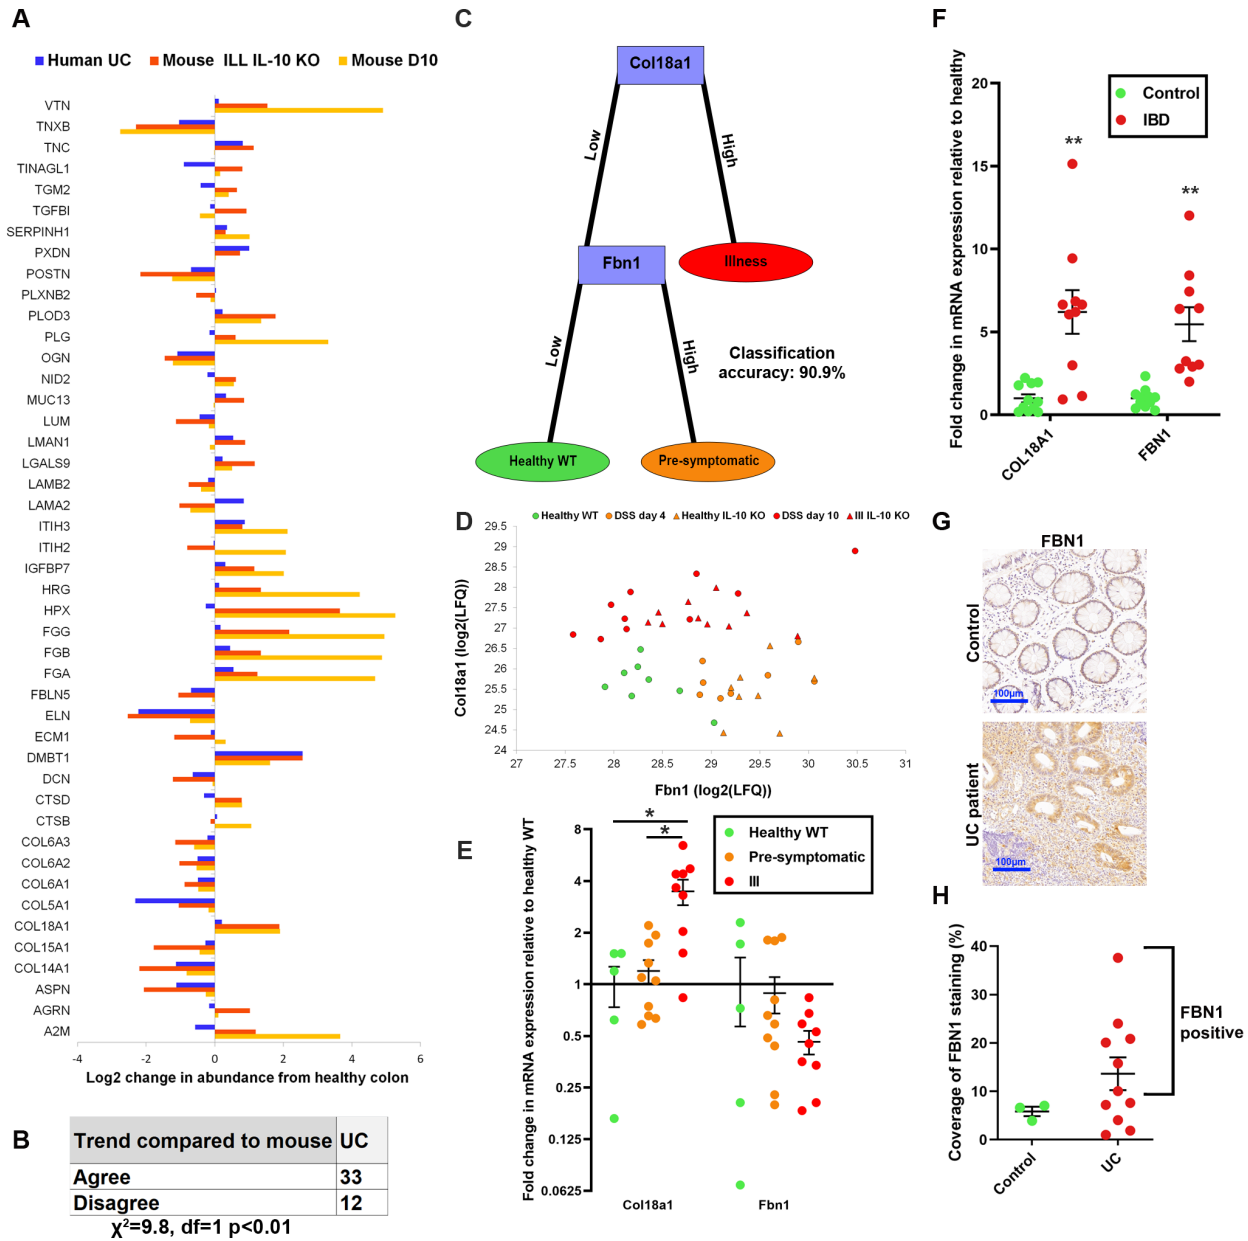 A
Human UC Mouse ILL IL-10 KO Mouse D10
VTN
TNXB
TNC
TINAGL1
TGM2
TGFBI
SERPINH1
PXDN
POSTN
PLXNB2
PLOD3
PLG
OGN
NID2
MUC13
LUM
LMAN1
LGALS9
LAMB2
LAMA2
ITIH3
ITIH2
IGFBP7
HRG
HPX
FGG
FGB
FGA
FBLN5
ELN
ECM1
DMBT1
DCN
CTSD
CTSB
COL6A3
COL6A2
COL6A1
COL5A1
COL18A1
COL15A1
COL14A1
ASPN
AGRN
A2M
-4 -2 0 2 4 6
Log2 change in abundance from healthy colon
B
Trend compared to mouse UC
Agree 33
Disagree 12
χ²=9.8, df=1 p<0.01
C
Col18a1
Low
High
Fbn1
Illness
Low
High
Classification
accuracy: 90.9%
Healthy WT
Pre-symptomatic
D
Healthy WT DSS day 4 Healthy IL-10 KO DSS day 10 Ill IL-10 KO
Col18a1 (log2(LFQ))
29.5
29
28.5
28
27.5
27
26.5
26
25.5
25
24.5
24
27 27.5 28 28.5 29 29.5 30 30.5 31
Fbn1 (log2(LFQ))
E
Fold change in mRNA expression relative to healthy WT
8
4
2
1
0.5
0.25
0.125
0.0625
* *
Healthy WT
Pre-symptomatic
Ill
Col18a1 Fbn1
F
Fold change in mRNA expression relative to healthy
20
15
10
5
0
Control
IBD
**
**
COL18A1
FBN1
G
FBN1
Control
100µm
UC patient
100µm
H
Coverage of FBN1 staining (%)
40
30
20
10
0
FBN1
positive
Control
UC